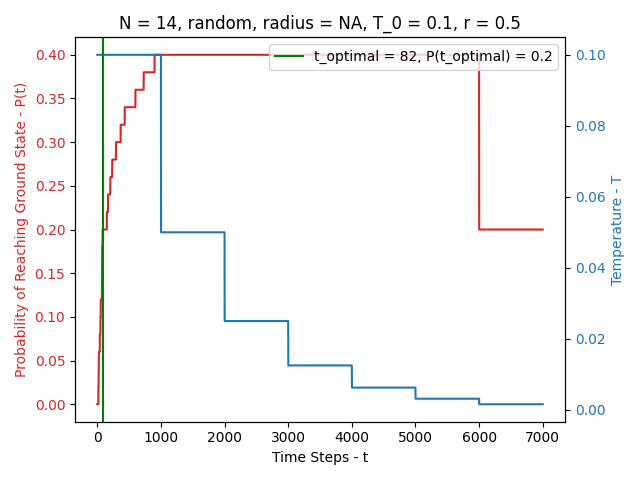 N = 14, random, radius = NA, T_0 = 0.1, r = 0.5
t_optimal = 82, P(t_optimal) = 0.2
Probability of Reaching Ground State - P(t)
0.40
0.35
0.30
0.25
0.20
0.15
0.10
0.05
0.00
0.10
0.08
0.06
0.04
0.02
0.00
Temperature - T
0 1000 2000 3000 4000 5000 6000 7000
Time Steps - t